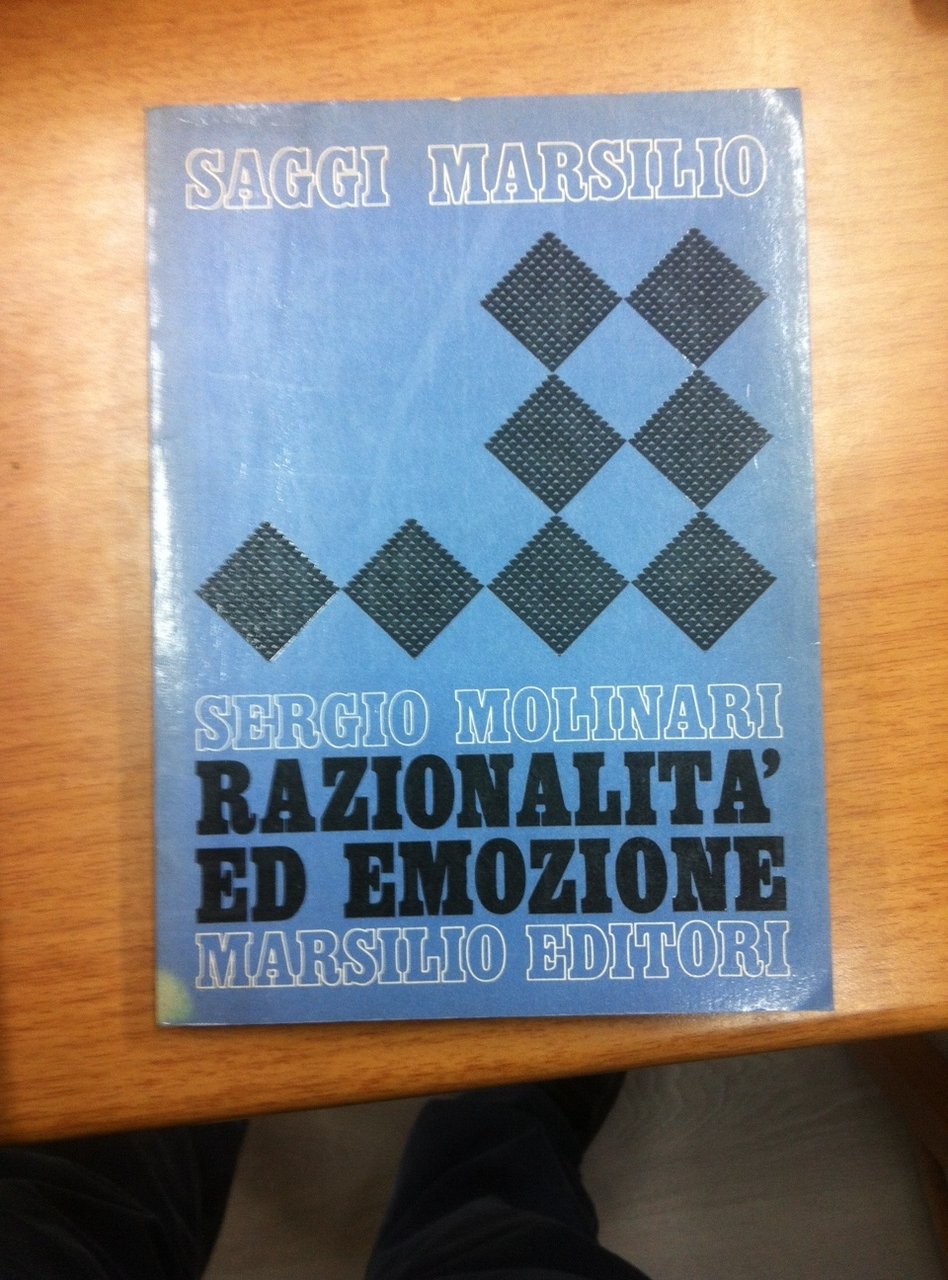 SAGGI MARSILIO
SERGIO MOLINARI
RAZIONALITA'
ED EMOZIONE
MARSILIO EDITORI